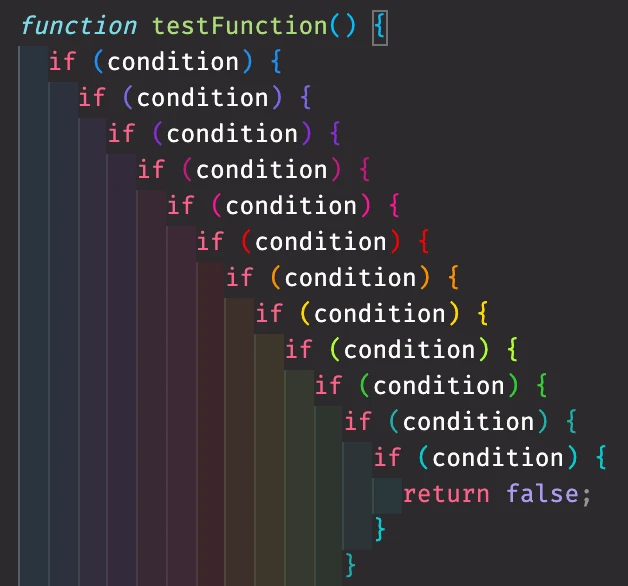 function testFunction() {
if (condition) {
if (condition) {
if (condition) {
if (condition) {
if (condition) {
if (condition) {
if (condition) {
if (condition) {
if (condition) {
if (condition) {
if (condition) {
if (condition) {
return false;
}
}